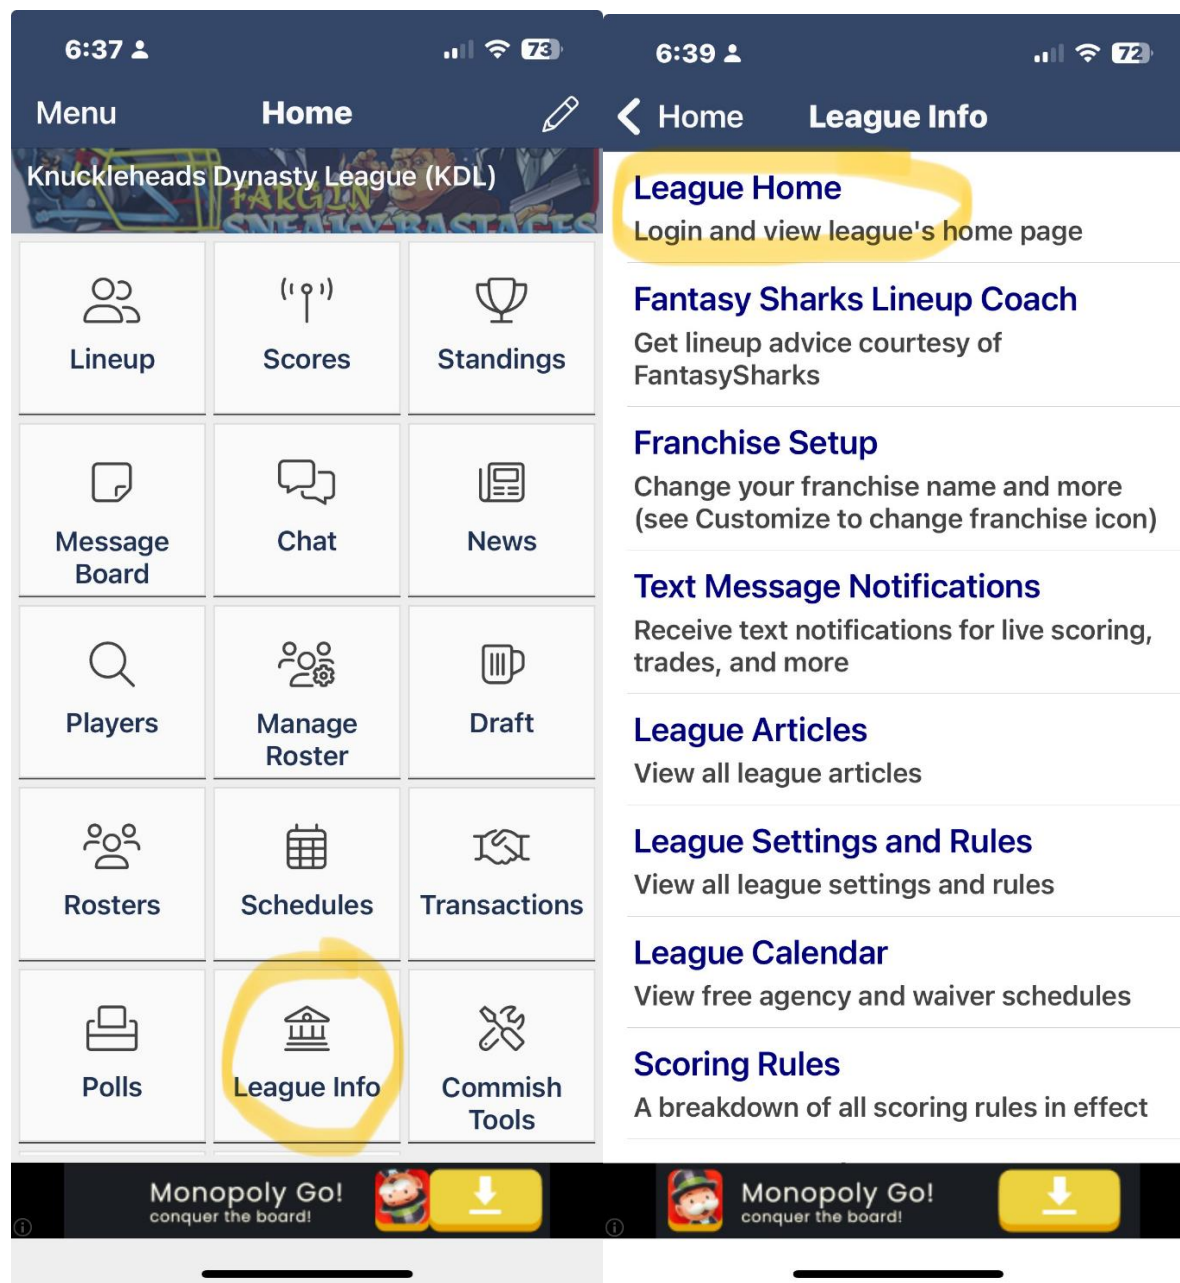 6:37
73
Menu
Home
Knuckleheads Dynasty League (KDL)
FARGIN
SNEAKY BASTAGES
Lineup
Scores
Standings
Message
Board
Chat
News
Players
Manage
Roster
Draft
Rosters
Schedules
Transactions
Polls
League Info
Commish
Tools
Monopoly Go!
conquer the board!
6:39
72
Home
League Info
League Home
Login and view league's home page
Fantasy Sharks Lineup Coach
Get lineup advice courtesy of
FantasySharks
Franchise Setup
Change your franchise name and more
(see Customize to change franchise icon)
Text Message Notifications
Receive text notifications for live scoring,
trades, and more
League Articles
View all league articles
League Settings and Rules
View all league settings and rules
League Calendar
View free agency and waiver schedules
Scoring Rules
A breakdown of all scoring rules in effect
Monopoly Go!
conquer the board!